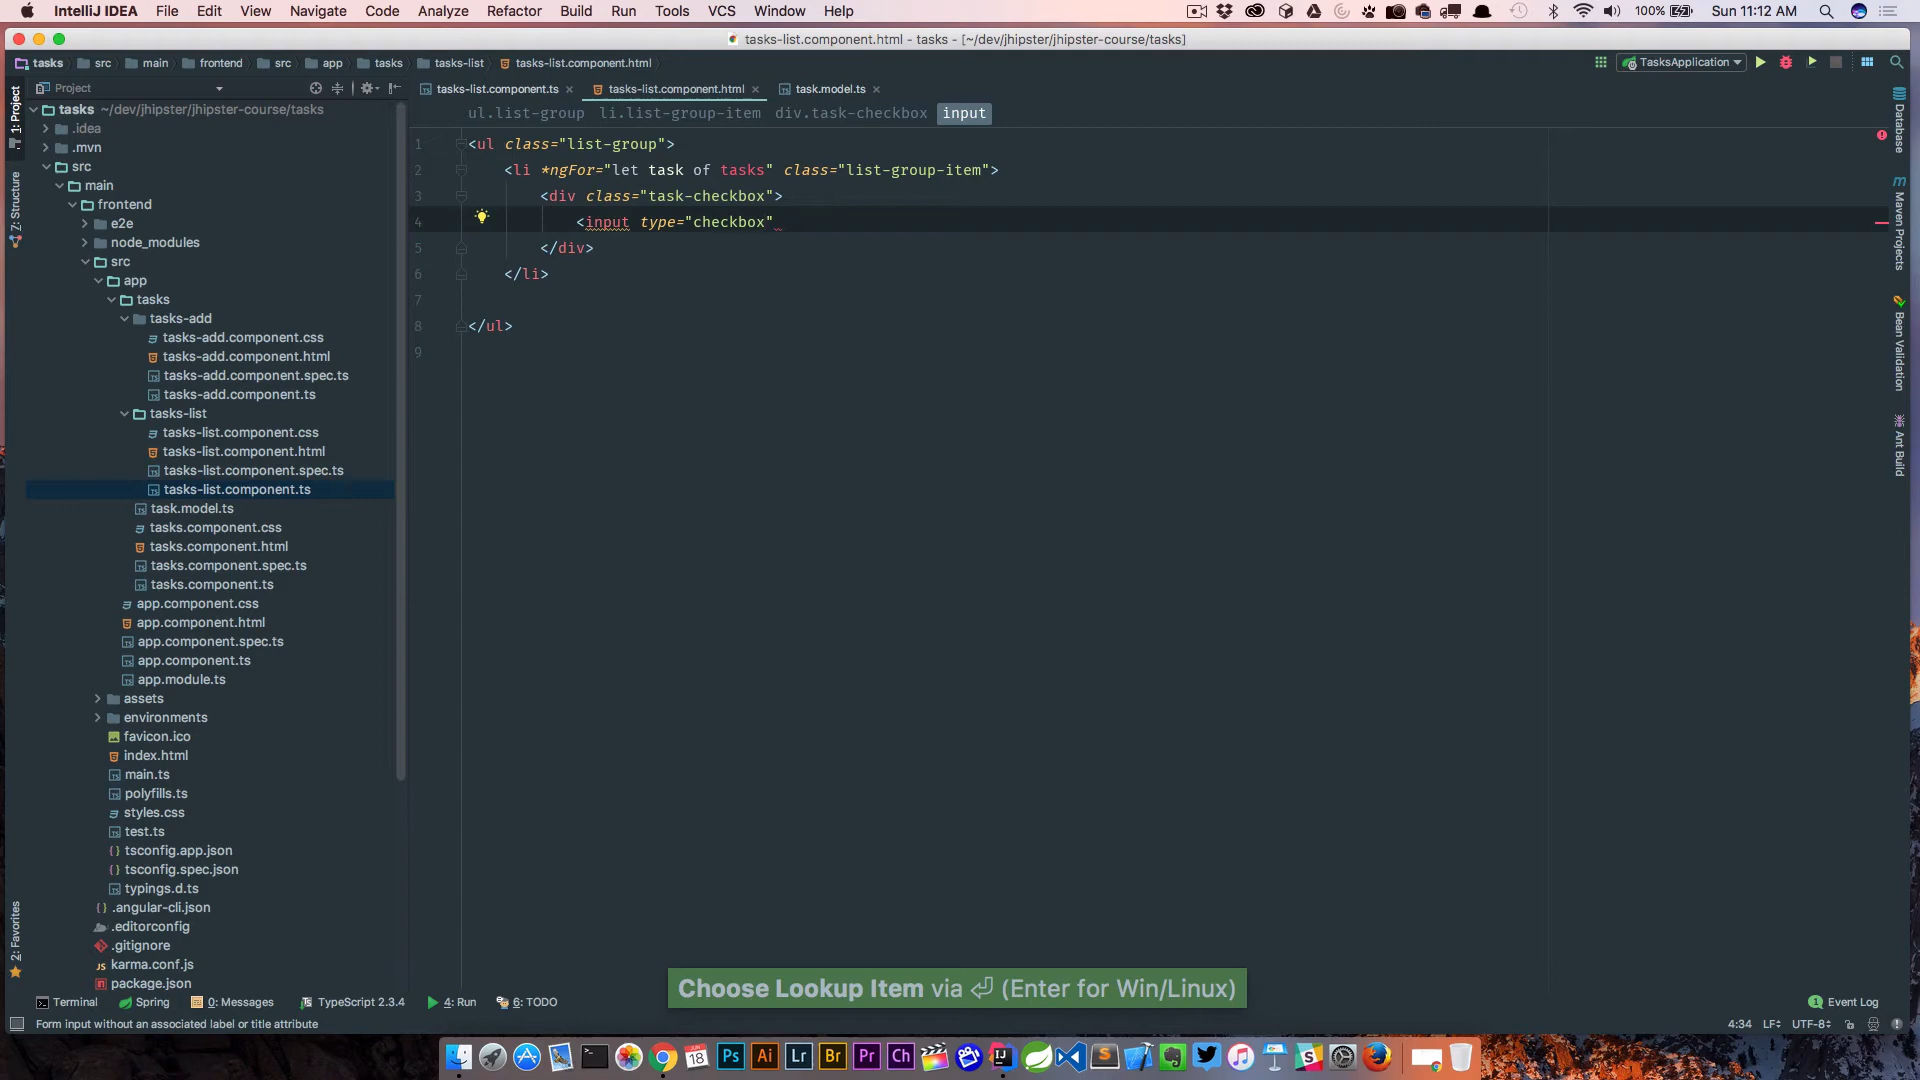 IntelliJ IDEA File Edit View Navigate Code Analyze Refactor Build Run Tools VCS Window Help 100% Sun 11:12 AM
tasks-list.component.html - tasks - [~/dev/jhipster/jhipster-course/tasks]
tasks src main frontend src app tasks tasks-list tasks-list.component.html TasksApplication
Project tasks-list.component.ts tasks-list.component.html task.model.ts
ul.list-group li.list-group-item div.task-checkbox input
1: Project
Z: Structure
2: Favorites
tasks ~/dev/jhipster/jhipster-course/tasks
.idea
.mvn
src
main
frontend
e2e
node_modules
src
app
tasks
tasks-add
tasks-add.component.css
tasks-add.component.html
tasks-add.component.spec.ts
tasks-add.component.ts
tasks-list
tasks-list.component.css
tasks-list.component.html
tasks-list.component.spec.ts
tasks-list.component.ts
task.model.ts
tasks.component.css
tasks.component.html
tasks.component.spec.ts
tasks.component.ts
app.component.css
app.component.html
app.component.spec.ts
app.component.ts
app.module.ts
assets
environments
favicon.ico
index.html
main.ts
polyfills.ts
styles.css
test.ts
tsconfig.app.json
tsconfig.spec.json
typings.d.ts
.angular-cli.json
.editorconfig
.gitignore
karma.conf.js
package.json
1 <ul class="list-group">
2 <li *ngFor="let task of tasks" class="list-group-item">
3 <div class="task-checkbox">
4 <input type="checkbox"
5 </div>
6 </li>
7
8 </ul>
9
Database
Maven Projects
Bean Validation
Ant Build
Choose Lookup Item via ⏎ (Enter for Win/Linux)
Terminal Spring 0: Messages TypeScript 2.3.4 4: Run 6: TODO 1 Event Log
Form input without an associated label or title attribute 4:34 LF UTF-8
JUN 18 Ps Ai Lr Br Pr Ch IJ S